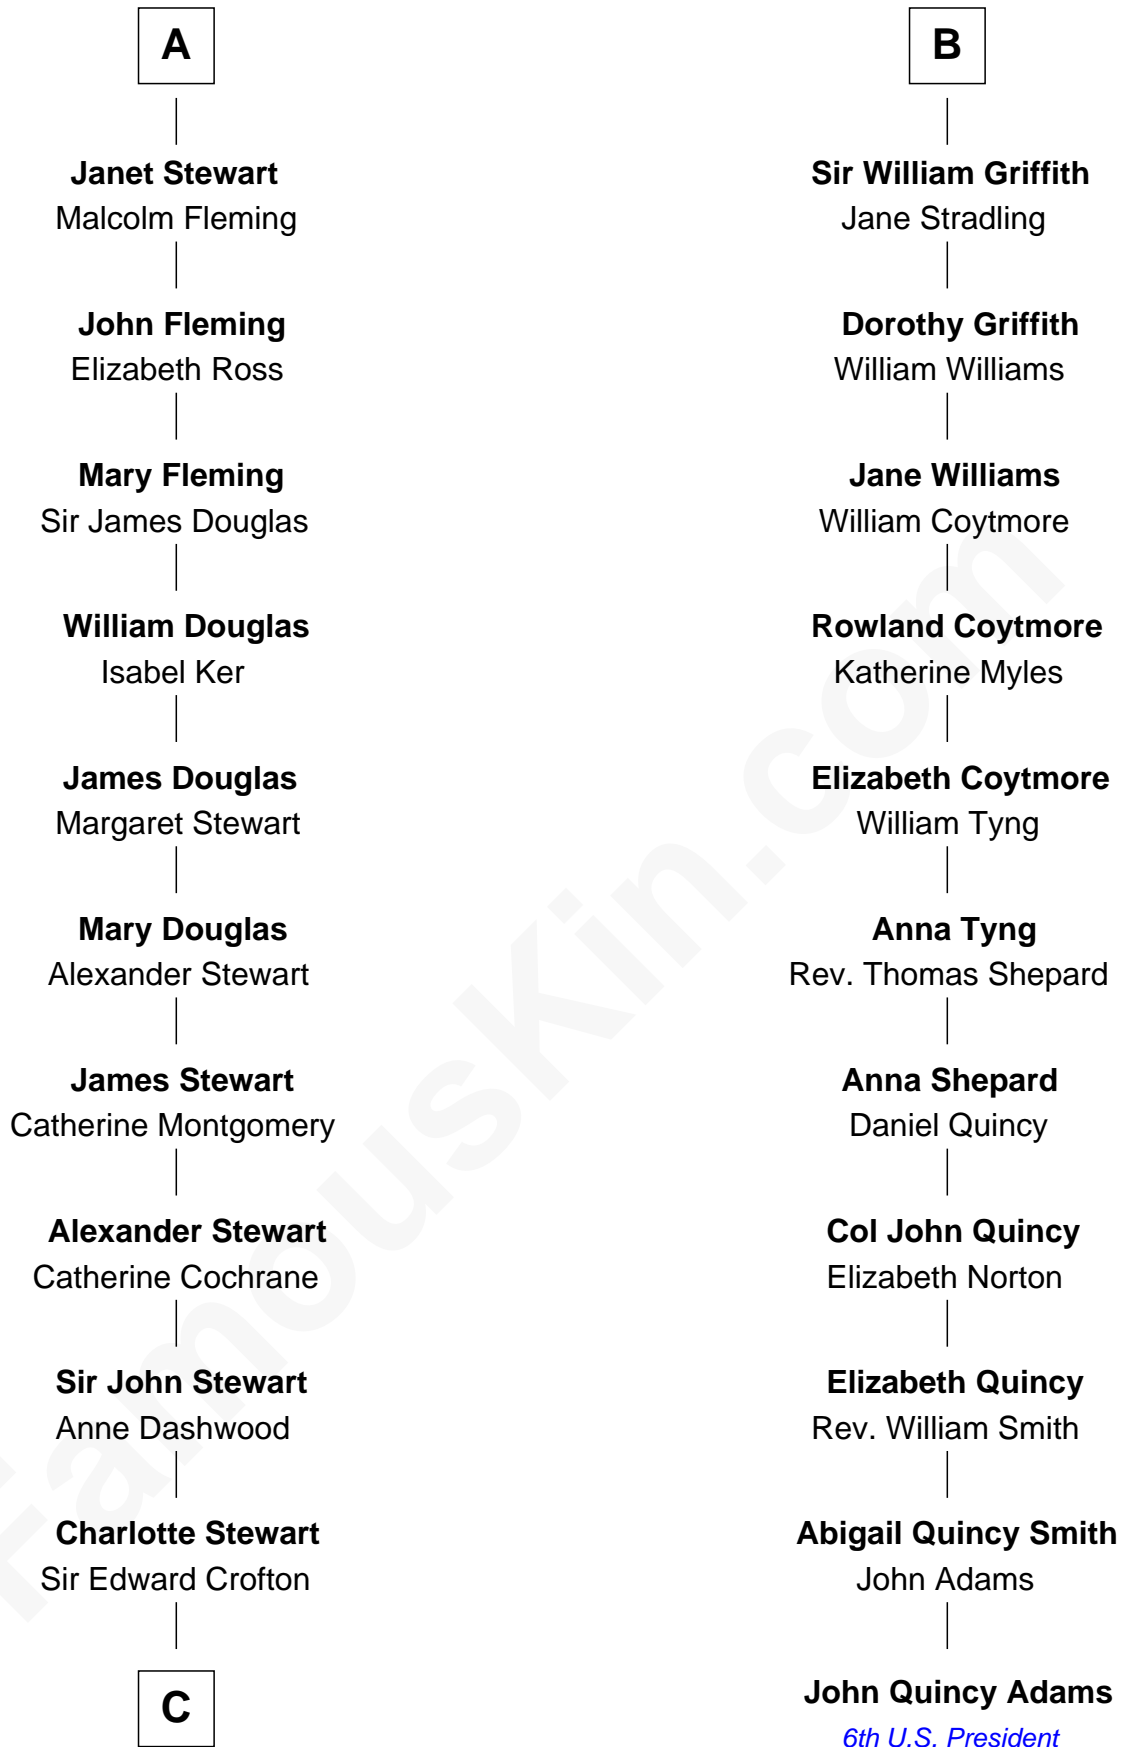 A
Janet Stewart
Malcolm Fleming
John Fleming
Elizabeth Ross
Mary Fleming
Sir James Douglas
William Douglas
Isabel Ker
James Douglas
Margaret Stewart
Mary Douglas
Alexander Stewart
James Stewart
Catherine Montgomery
Alexander Stewart
Catherine Cochrane
Sir John Stewart
Anne Dashwood
Charlotte Stewart
Sir Edward Crofton
C
B
Sir William Griffith
Jane Stradling
Dorothy Griffith
William Williams
Jane Williams
William Coytmore
Rowland Coytmore
Katherine Myles
Elizabeth Coytmore
William Tyng
Anna Tyng
Rev. Thomas Shepard
Anna Shepard
Daniel Quincy
Col John Quincy
Elizabeth Norton
Elizabeth Quincy
Rev. William Smith
Abigail Quincy Smith
John Adams
John Quincy Adams
6th U.S. President
FamousKin.com